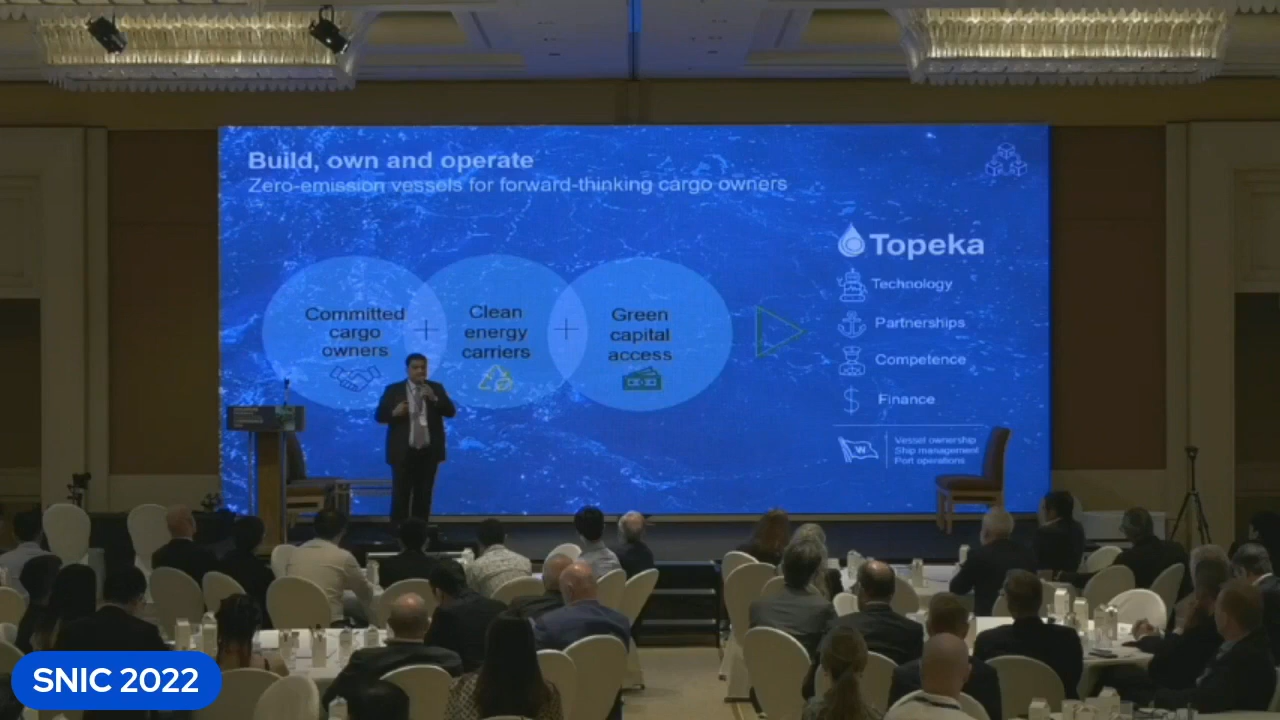 Build, own and operate
Zero-emission vessels for forward-thinking cargo owners
Committed
cargo
owners
+
Clean
energy
carriers
+
Green
capital
access
Topeka
Technology
Partnerships
Competence
$ Finance
W
Vessel ownership
Ship management
Port operations
SNIC 2022